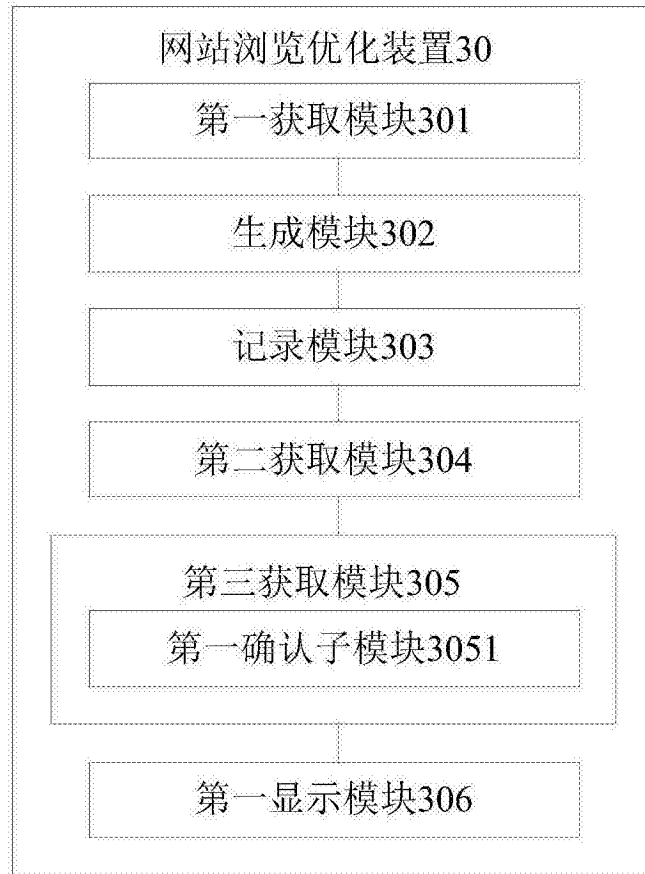 网站浏览优化装置30
第一获取模块301
生成模块302
记录模块303
第二获取模块304
第三获取模块305
第一确认子模块3051
第一显示模块306